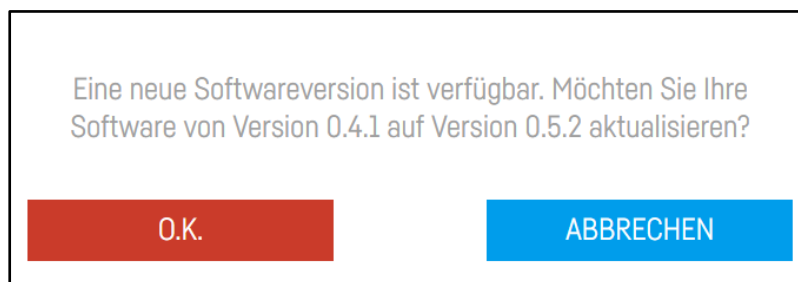 Eine neue Softwareversion ist verfügbar. Möchten Sie Ihre
Software von Version 0.4.1 auf Version 0.5.2 aktualisieren?
O.K.
ABBRECHEN